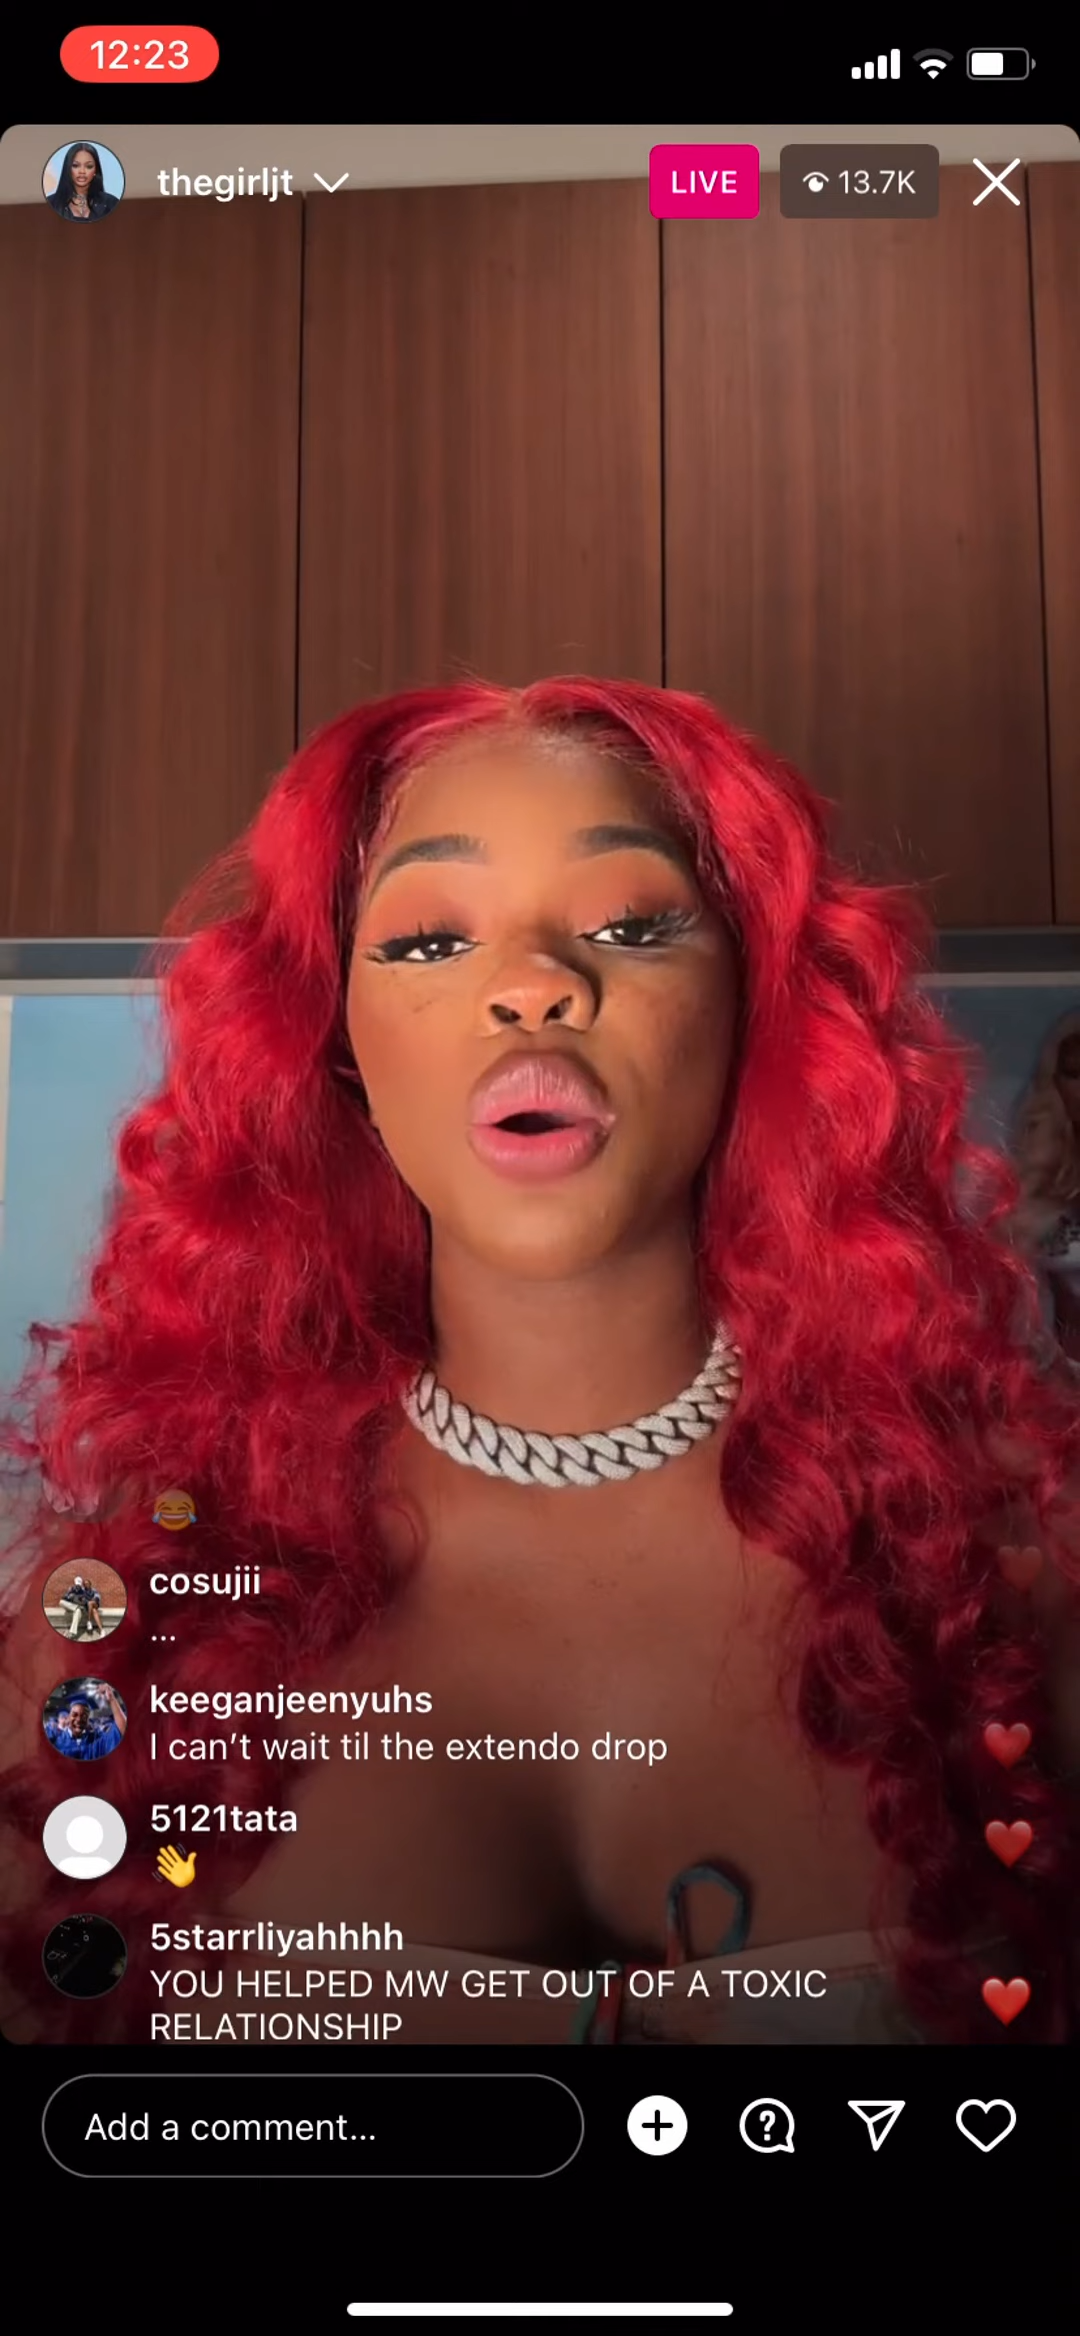 12:23
thegirljt
LIVE
13.7K
😂
cosujii
...
keeganjeenyuhs
I can’t wait til the extendo drop
5121tata
👋
5starrliyahhhh
YOU HELPED MW GET OUT OF A TOXIC
RELATIONSHIP
Add a comment...